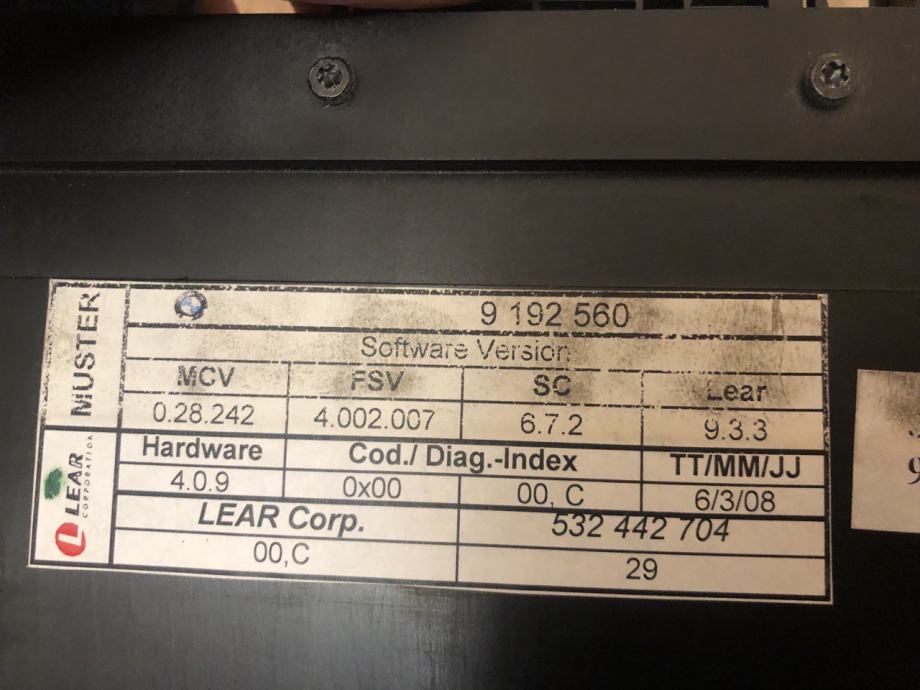 MUSTER
9 192 560
Software Version
MCV FSV SC Lear
0.28.242 4.002.007 6.7.2 9.3.3
Hardware Cod./ Diag.-Index TT/MM/JJ
4.0.9 0x00 00, C 6/3/08
LEAR Corp. 532 442 704
00,C 29
LEAR
CORPORATION
9